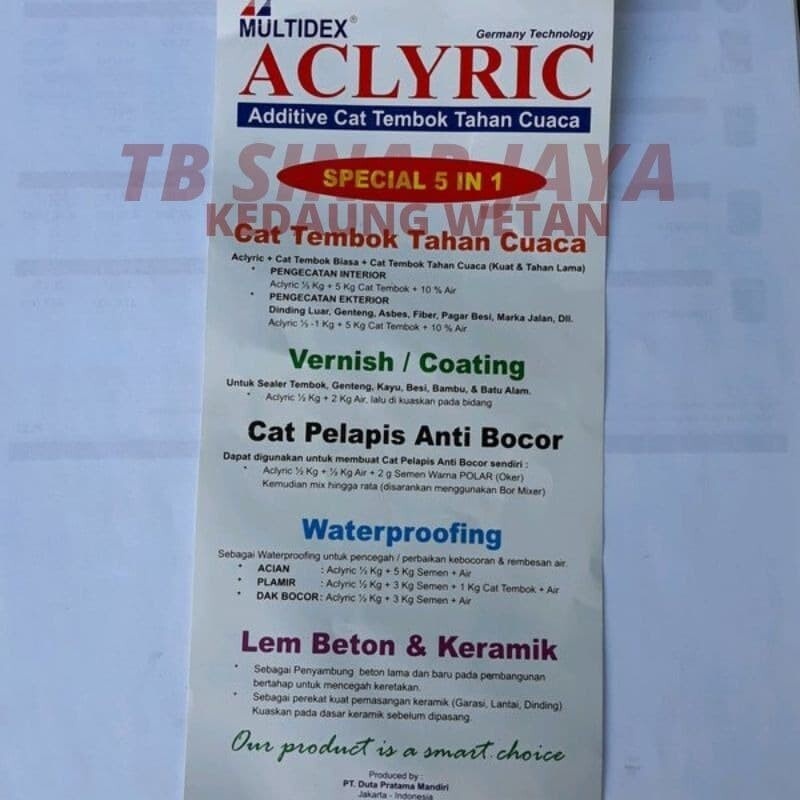 MULTIDEX®
Germany Technology
ACLYRIC
Additive Cat Tembok Tahan Cuaca
TB SINAR JAYA
SPECIAL 5 IN 1
KEDAUNG WETAN
Cat Tembok Tahan Cuaca
Aclyric + Cat Tembok Biasa + Cat Tembok Tahan Cuaca (Kuat & Tahan Lama)
• PENGECATAN INTERIOR
Aclyric ½ Kg + 5 Kg Cat Tembok + 10 % Air
• PENGECATAN EKTERIOR
Dinding Luar, Genteng, Asbes, Fiber, Pagar Besi, Marka Jalan, Dll.
Aclyric ½ -1 Kg + 5 Kg Cat Tembok + 10 % Air
Vernish / Coating
Untuk Sealer Tembok, Genteng, Kayu, Besi, Bambu, & Batu Alam.
• Aclyric ½ Kg + 2 Kg Air, lalu di kuaskan pada bidang
Cat Pelapis Anti Bocor
Dapat digunakan untuk membuat Cat Pelapis Anti Bocor sendiri :
• Aclyric ½ Kg + ½ Kg Air + 2 g Semen Warna POLAR (Oker)
Kemudian mix hingga rata (disarankan menggunakan Bor Mixer)
Waterproofing
Sebagai Waterproofing untuk pencegah / perbaikan kebocoran & rembesan air.
• ACIAN : Aclyric ½ Kg + 5 Kg Semen + Air
• PLAMIR : Aclyric ½ Kg + 3 Kg Semen + 1 Kg Cat Tembok + Air
• DAK BOCOR : Aclyric ½ Kg + 3 Kg Semen + Air
Lem Beton & Keramik
• Sebagai Penyambung beton lama dan baru pada pembangunan
bertahap untuk mencegah keretakan.
• Sebagai perekat kuat pemasangan keramik (Garasi, Lantai, Dinding)
Kuaskan pada dasar keramik sebelum dipasang.
Our product is a smart choice
Produced by :
PT. Duta Pratama Mandiri
Jakarta - Indonesia